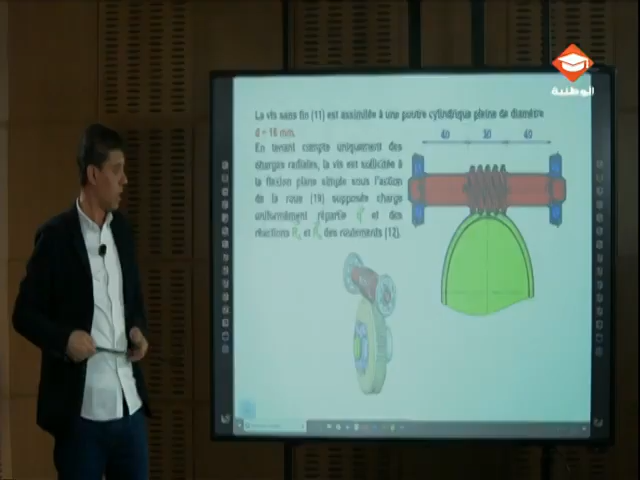 الوطنية
La vis sans fin (11) est assimilée à une poutre cylindrique pleine de diamètre
d = 16 mm.
En tenant compte uniquement des
charges radiales, la vis est sollicitée à
la flexion plane simple sous l'action
de la roue (19) supposée charge
uniformément répartie q et des
réactions et des roulements (12).
40 30 40